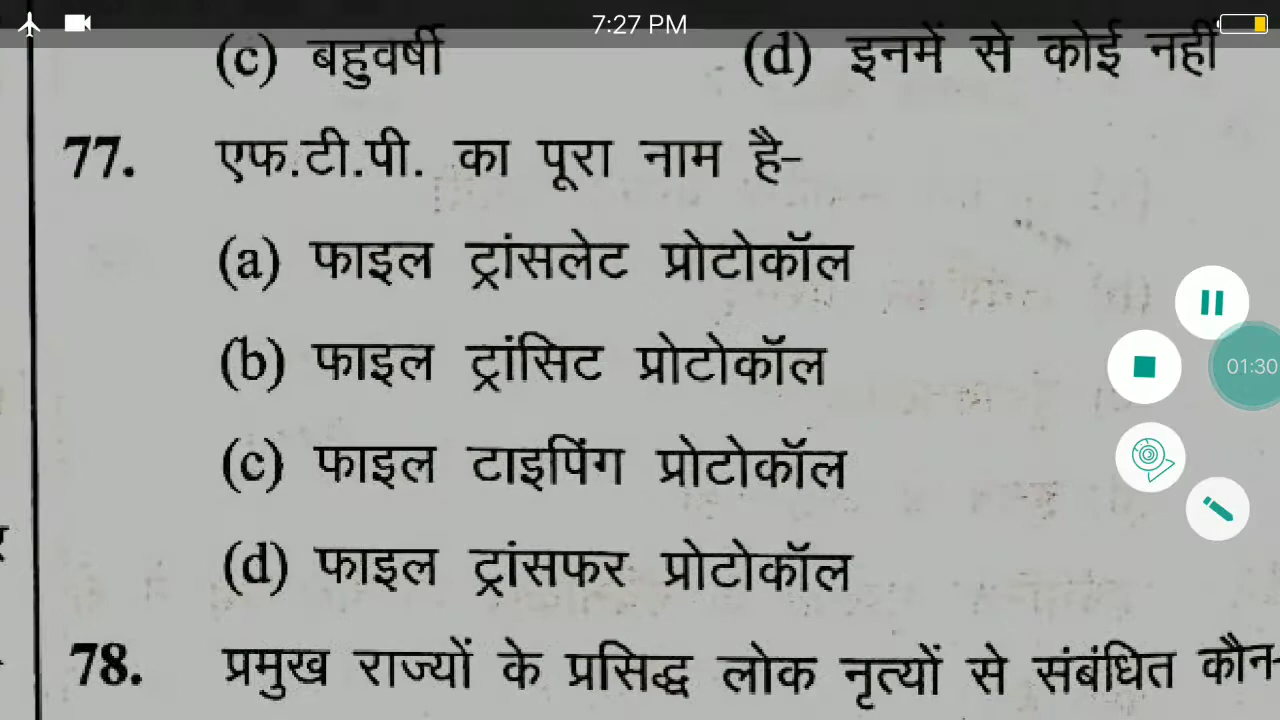 7:27 PM
(c) बहुवर्षी (d) इनमें से कोई नहीं
77. एफ.टी.पी. का पूरा नाम है-
(a) फाइल ट्रांसलेट प्रोटोकॉल
(b) फाइल ट्रांसिट प्रोटोकॉल
(c) फाइल टाइपिंग प्रोटोकॉल
(d) फाइल ट्रांसफर प्रोटोकॉल
78. प्रमुख राज्यों के प्रसिद्ध लोक नृत्यों से संबंधित कौन-
01:30